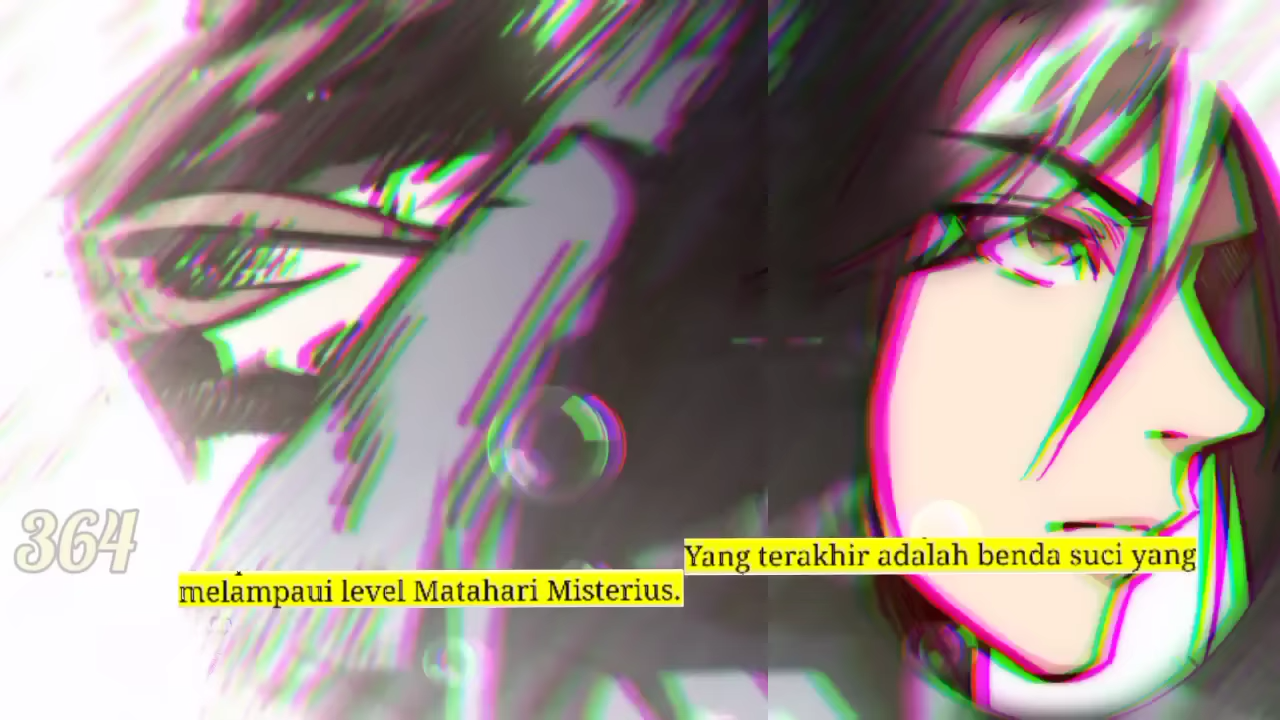 364
Yang terakhir adalah benda suci yang
melampaui level Matahari Misterius.